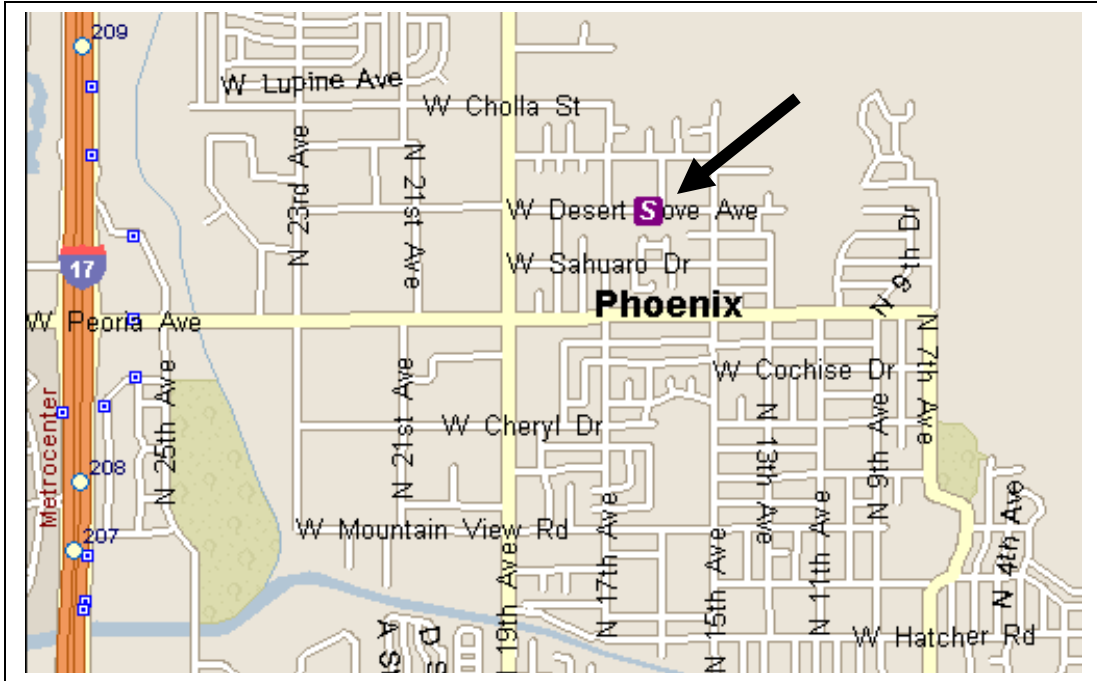 209
W Lupine Ave
W Cholla St
N 23rd Ave
N 21st Ave
W Desert S ove Ave
W Sahuaro Dr
17
N 9th Dr
Phoenix
W Peoria Ave
N 7th Ave
W Cochise Dr
Metrocenter
N 25th Ave
N 21st Ave
W Cheryl Dr
N 13th Ave
N 9th Ave
208
W Mountain View Rd
N 17th Ave
N 15th Ave
N 11th Ave
N 4th Ave
207
19th Ave
W Hatcher Rd
N